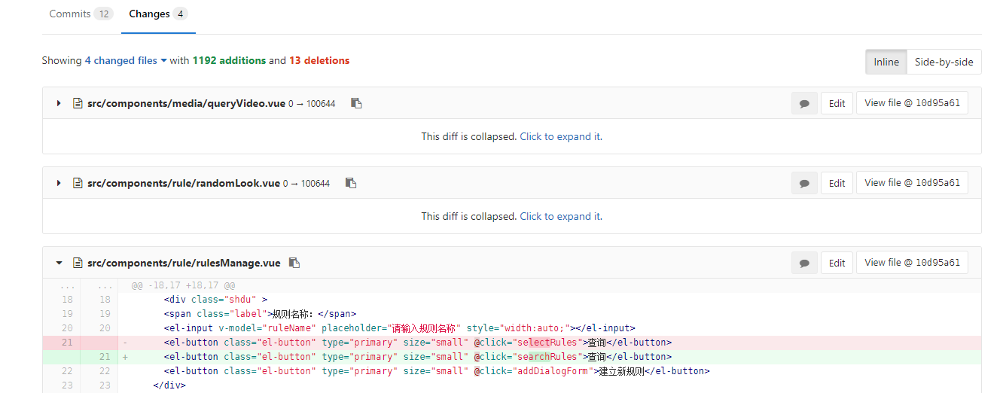 Commits 12 Changes 4
Showing 4 changed files with 1192 additions and 13 deletions Inline Side-by-side
src/components/media/queryVideo.vue 0 → 100644 Edit View file @ 10d95a61
This diff is collapsed. Click to expand it.
src/components/rule/randomLook.vue 0 → 100644 Edit View file @ 10d95a61
This diff is collapsed. Click to expand it.
src/components/rule/rulesManage.vue Edit View file @ 10d95a61
... ... @@ -18,17 +18,17 @@
18 18 <div class="shdu" >
19 19 <span class="label">规则名称：</span>
20 20 <el-input v-model="ruleName" placeholder="请输入规则名称" style="width:auto;"></el-input>
21 - <el-button class="el-button" type="primary" size="small" @click="selectRules">查询</el-button>
21 + <el-button class="el-button" type="primary" size="small" @click="searchRules">查询</el-button>
22 22 <el-button class="el-button" type="primary" size="small" @click="addDialogForm">建立新规则</el-button>
23 23 </div>